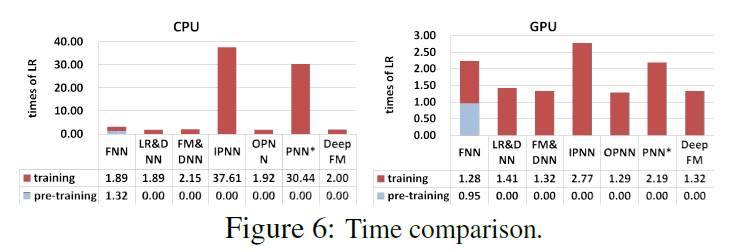 CPU
times of LR
40.00
30.00
20.00
10.00
0.00
FNN LR&D NN FM& DNN IPNN OPN N PNN* Deep FM
training 1.89 1.89 2.15 37.61 1.92 30.44 2.00
pre-training 1.32 0.00 0.00 0.00 0.00 0.00 0.00
GPU
times of LR
3.00
2.50
2.00
1.50
1.00
0.50
0.00
FNN LR&D NN FM& DNN IPNN OPNN PNN* Deep FM
training 1.28 1.41 1.32 2.77 1.29 2.19 1.32
pre-training 0.95 0.00 0.00 0.00 0.00 0.00 0.00
Figure 6: Time comparison.